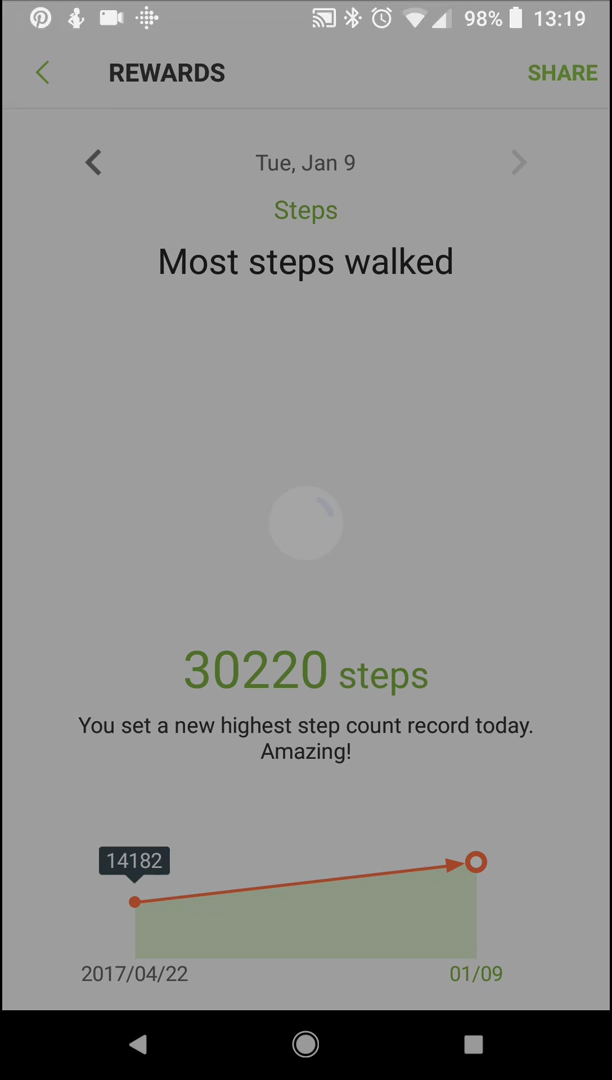 98% 13:19
REWARDS SHARE
Tue, Jan 9
Steps
Most steps walked
30220 steps
You set a new highest step count record today.
Amazing!
14182
2017/04/22 01/09